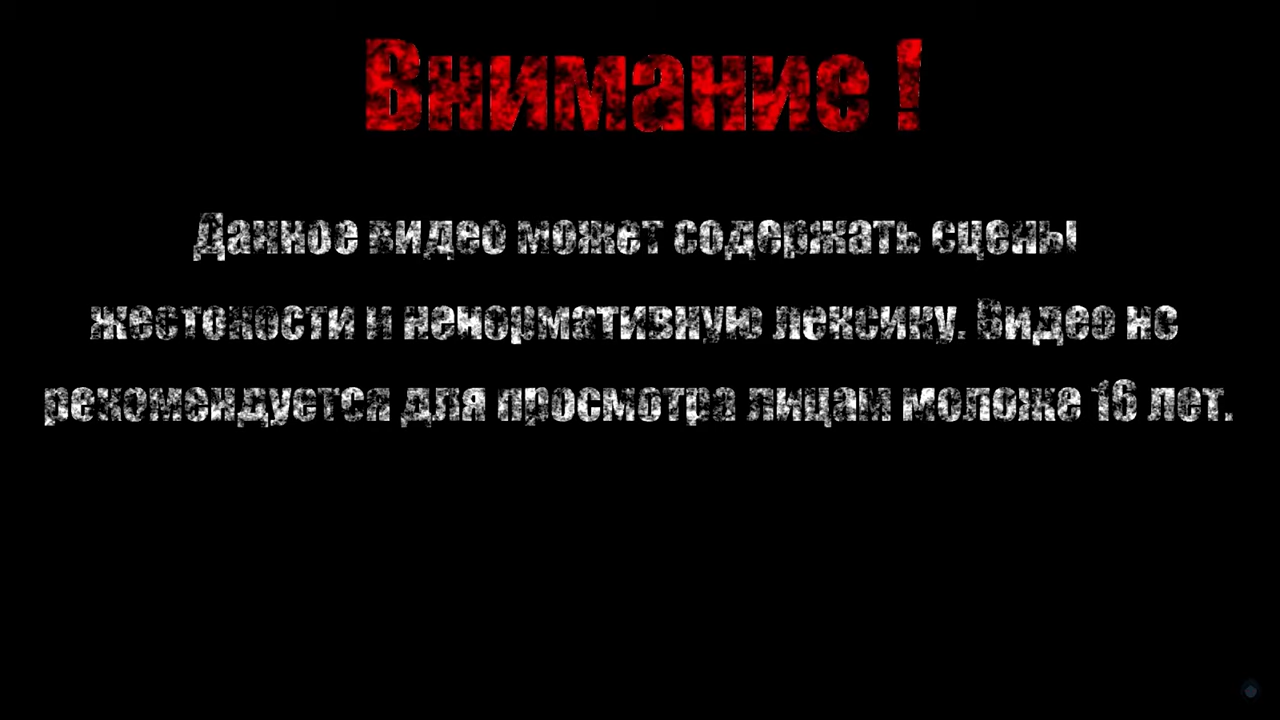 Внимание !
Данное видео может содержать сцены
жестокости и ненормативную лексику. Видео не
рекомендуется для просмотра лицам моложе 16 лет.